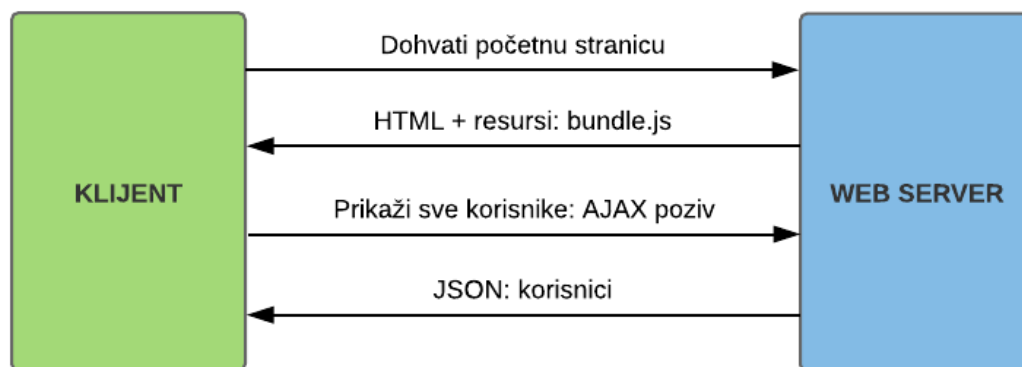 Dohvati početnu stranicu
HTML + resursi: bundle.js
KLIJENT
WEB SERVER
Prikaži sve korisnike: AJAX poziv
JSON: korisnici